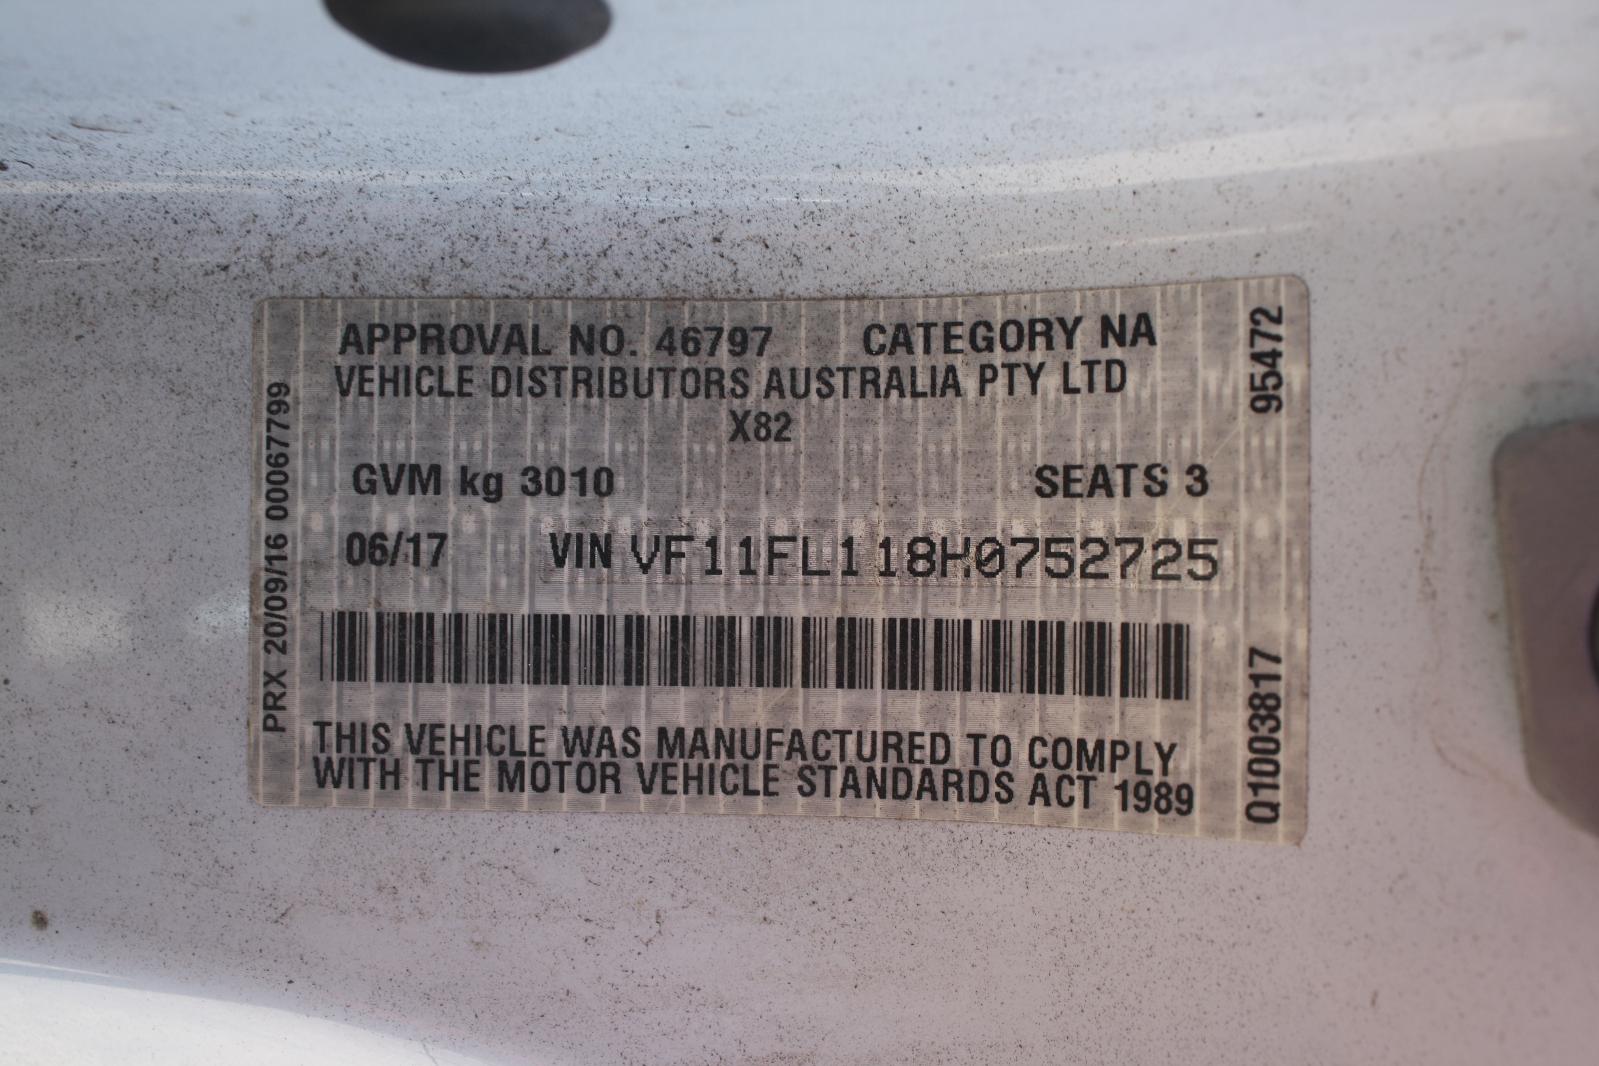 APPROVAL NO. 46797 CATEGORY NA
VEHICLE DISTRIBUTORS AUSTRALIA PTY LTD
X82
GVM kg 3010 SEATS 3
06/17 VIN VF11FL118H0752725
THIS VEHICLE WAS MANUFACTURED TO COMPLY
WITH THE MOTOR VEHICLE STANDARDS ACT 1989
PRX 20/09/16 00067799
95472
Q1003817